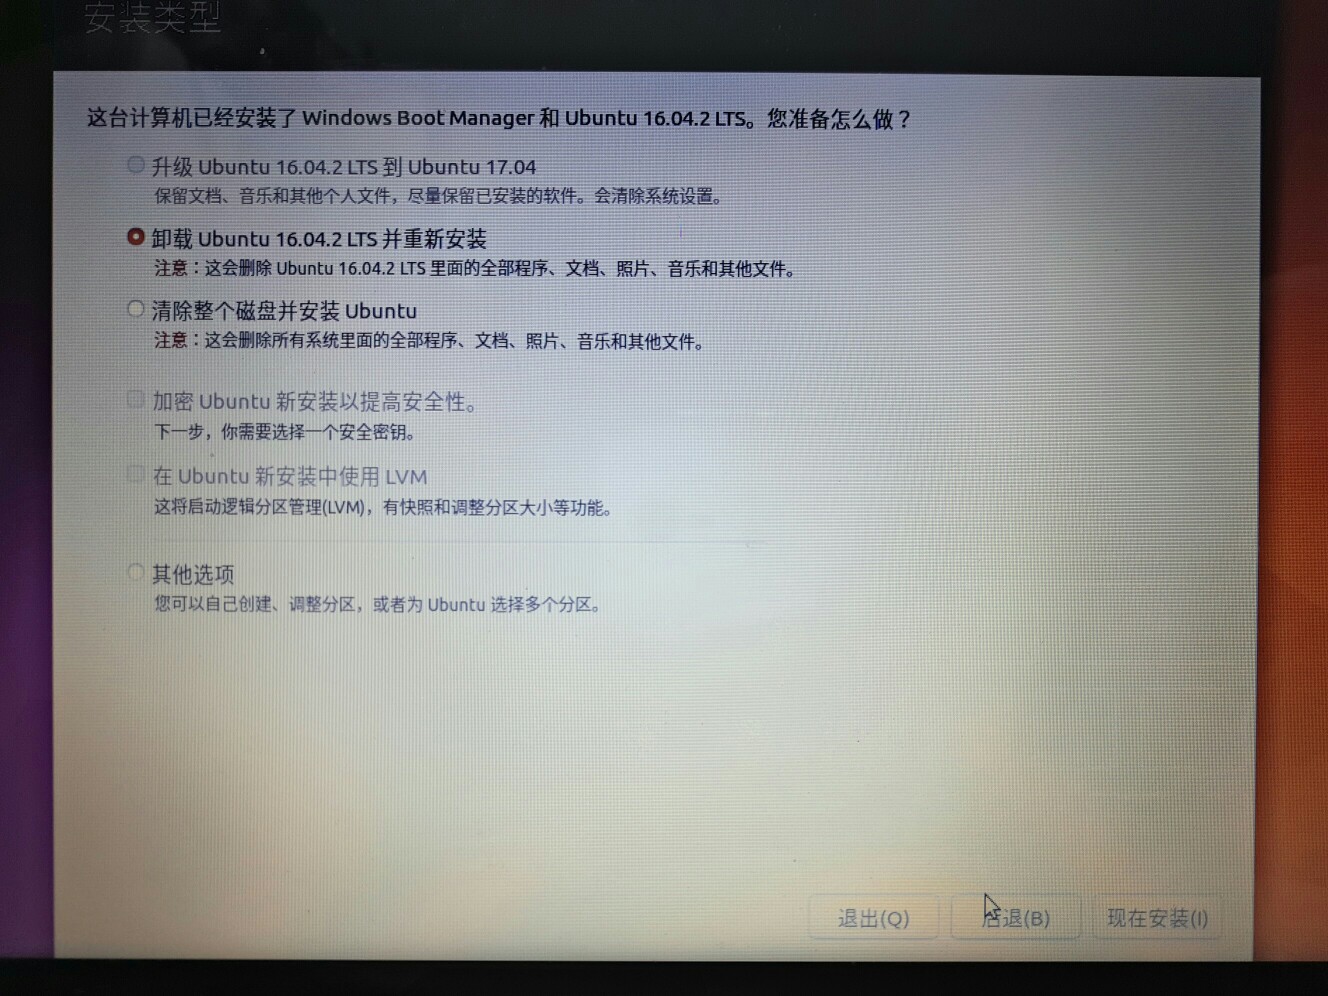 安装类型
这台计算机已经安装了 Windows Boot Manager 和 Ubuntu 16.04.2 LTS。您准备怎么做？
升级 Ubuntu 16.04.2 LTS 到 Ubuntu 17.04
保留文档、音乐和其他个人文件，尽量保留已安装的软件。会清除系统设置。
卸载 Ubuntu 16.04.2 LTS 并重新安装
注意：这会删除 Ubuntu 16.04.2 LTS 里面的全部程序、文档、照片、音乐和其他文件。
清除整个磁盘并安装 Ubuntu
注意：这会删除所有系统里面的全部程序、文档、照片、音乐和其他文件。
加密 Ubuntu 新安装以提高安全性。
下一步，你需要选择一个安全密钥。
在 Ubuntu 新安装中使用 LVM
这将启动逻辑分区管理(LVM)，有快照和调整分区大小等功能。
其他选项
您可以自己创建、调整分区，或者为 Ubuntu 选择多个分区。
退出(Q) 后退(B) 现在安装(I)